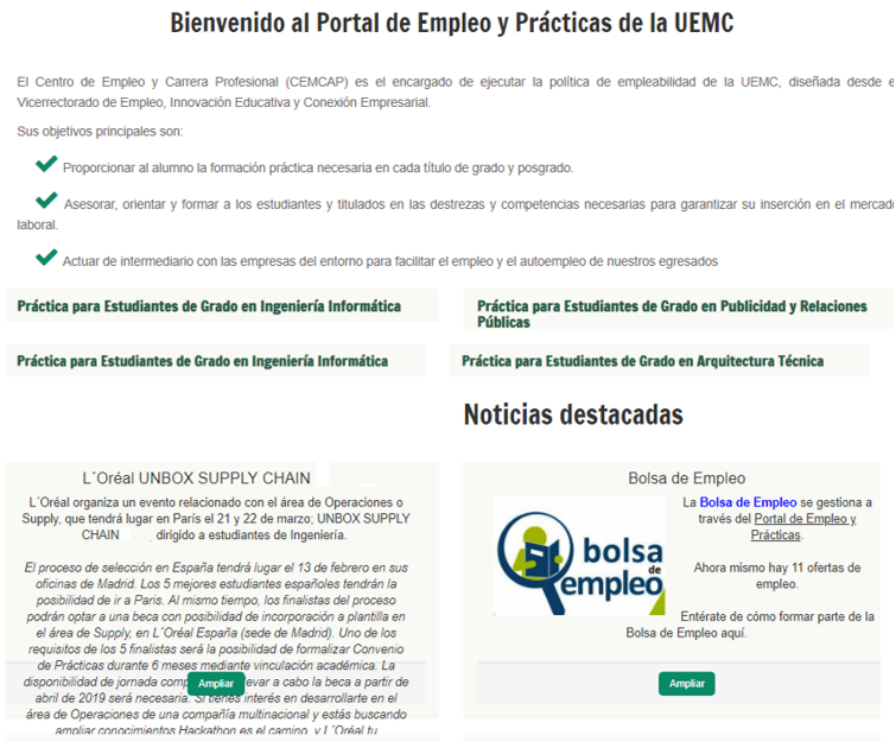 Bienvenido al Portal de Empleo y Prácticas de la UEMC
El Centro de Empleo y Carrera Profesional (CEMCAP) es el encargado de ejecutar la política de empleabilidad de la UEMC, diseñada desde e
Vicerrectorado de Empleo, Innovación Educativa y Conexión Empresarial.
Sus objetivos principales son:
Proporcionar al alumno la formación práctica necesaria en cada título de grado y posgrado.
Asesorar, orientar y formar a los estudiantes y titulados en las destrezas y competencias necesarias para garantizar su inserción en el mercado
laboral.
Actuar de intermediario con las empresas del entorno para facilitar el empleo y el autoempleo de nuestros egresados
Práctica para Estudiantes de Grado en Ingeniería Informática
Práctica para Estudiantes de Grado en Publicidad y Relaciones
Públicas
Práctica para Estudiantes de Grado en Ingeniería Informática
Práctica para Estudiantes de Grado en Arquitectura Técnica
Noticias destacadas
L´Oréal UNBOX SUPPLY CHAIN
L´Oréal organiza un evento relacionado con el área de Operaciones o
Supply, que tendrá lugar en París el 21 y 22 de marzo; UNBOX SUPPLY
CHAIN . dirigido a estudiantes de Ingeniería.
El proceso de selección en España tendrá lugar el 13 de febrero en sus
oficinas de Madrid. Los 5 mejores estudiantes españoles tendrán la
posibilidad de ir a Paris. Al mismo tiempo, los finalistas del proceso
podrán optar a una beca con posibilidad de incorporación a plantilla en
el área de Supply, en L´Oréal España (sede de Madrid). Uno de los
requisitos de los 5 finalistas será la posibilidad de formalizar Convenio
de Prácticas durante 6 meses mediante vinculación académica. La
disponibilidad de jornada comp evar a cabo la beca a partir de
Ampliar
abril de 2019 será necesaria. Si tienes interés en desarrollarte en el
área de Operaciones de una compañía multinacional y estás buscando
ampliar conocimientos Hackathon es el camino, y L´Oréal tu
Bolsa de Empleo
bolsa
de
empleo
La Bolsa de Empleo se gestiona a
través del Portal de Empleo y
Prácticas.
Ahora mismo hay 11 ofertas de
empleo.
Entérate de cómo formar parte de la
Bolsa de Empleo aquí.
Ampliar